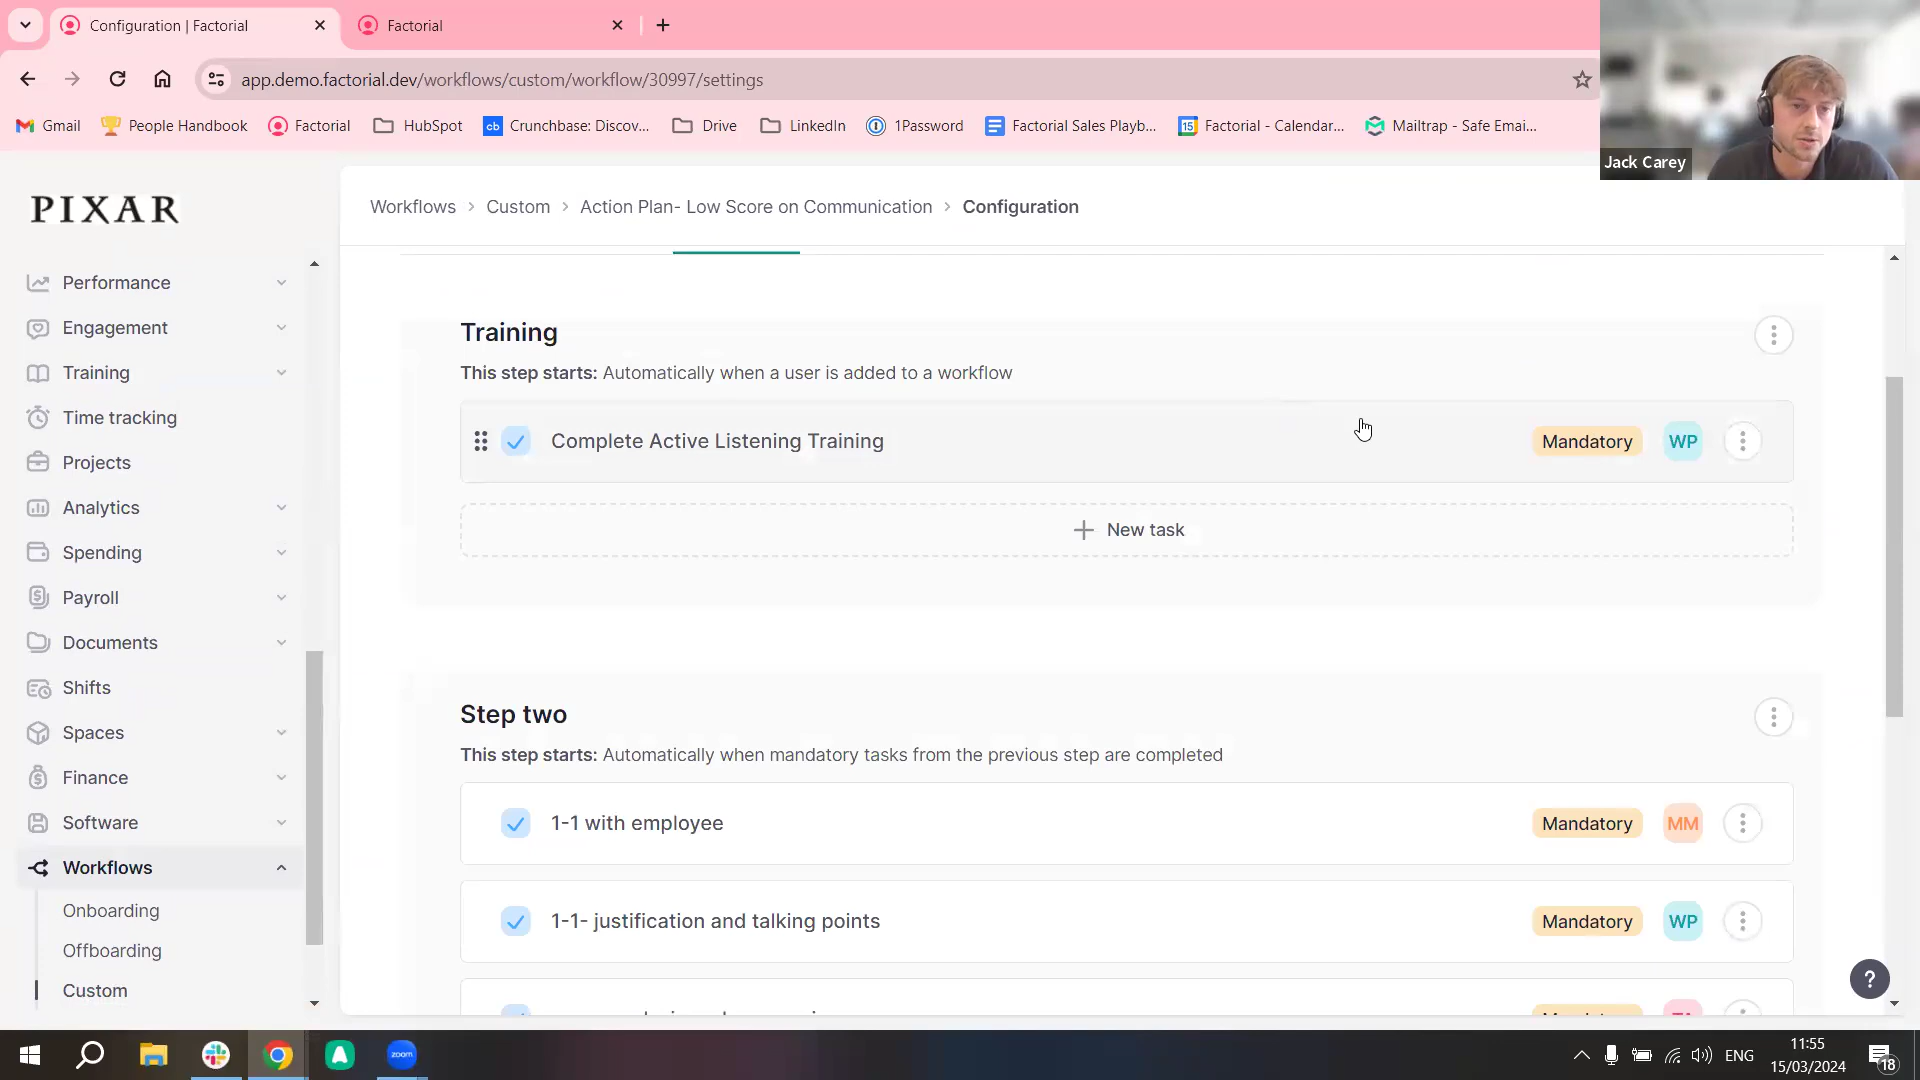 Configuration | Factorial
Factorial
app.demo.factorial.dev/workflows/custom/workflow/30997/settings
Gmail
People Handbook
Factorial
HubSpot
cb
Crunchbase: Discov...
Drive
LinkedIn
1Password
Factorial Sales Playb...
15
Factorial - Calendar...
Mailtrap - Safe Emai...
Jack Carey
PIXAR
Performance
Engagement
Training
Time tracking
Projects
Analytics
Spending
Payroll
Documents
Shifts
Spaces
Finance
Software
Workflows
Onboarding
Offboarding
Custom
Workflows > Custom > Action Plan- Low Score on Communication > Configuration
Training
This step starts: Automatically when a user is added to a workflow
Complete Active Listening Training
Mandatory
WP
New task
Step two
This step starts: Automatically when mandatory tasks from the previous step are completed
1-1 with employee
Mandatory
MM
1-1- justification and talking points
Mandatory
WP
Mandatory
?
zoom
ENG
11:55
15/03/2024
18